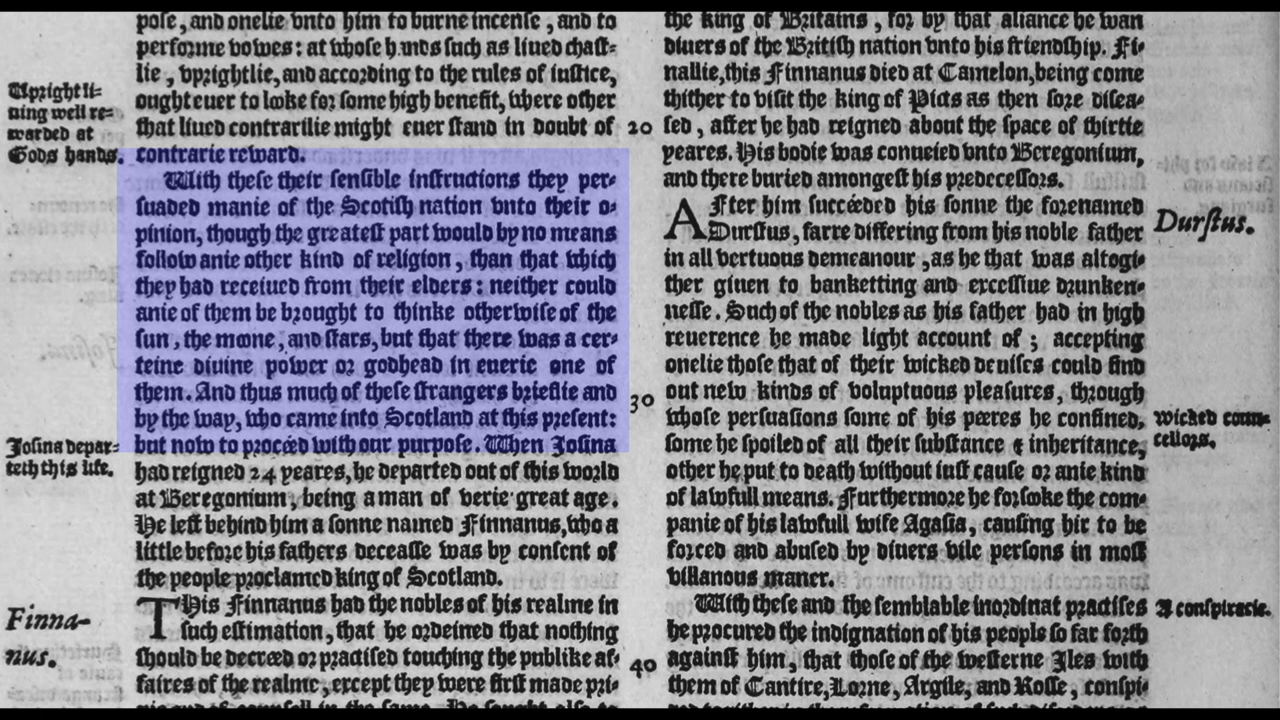 pose, and onelie vnto him to burne incense, and to
performe vowes: at whose hands such as liued chast-
lie, vprightlie, and according to the rules of iustice,
ought euer to looke for some high benefit, where other
that liued contrarilie might euer stand in doubt of
contrarie reward.
With these their sensible instructions they per-
suaded manie of the Scotish nation vnto their o-
pinion, though the greatest part would by no means
follow anie other kind of religion, than that which
they had receiued from their elders: neither could
anie of them be brought to thinke otherwise of the
sun, the moone, and stars, but that there was a cer-
teine diuine power or godhead in euerie one of
them. And thus much of these strangers brieflie and
by the way, who came into Scotland at this present:
but now to procéed with our purpose. When Josina
had reigned 24 yeares, he departed out of this world
at Beregonium, being a man of verie great age.
He left behind him a sonne named Finnanus, who a
little before his fathers deceasse was by consent of
the people proclamed king of Scotland.
THis Finnanus had the nobles of his realme in
such estimation, that he ordeined that nothing
should be decréed or practised touching the publike af-
faires of the realme, except they were first made pri-
Upright li-
uing well re-
warded at
Gods hands.
Josina depar-
teth this life.
Finna-
nus.
20
30
40
the king of Britains, for by that aliance he wan
diuers of the British nation vnto his friendship. Fi-
nallie, this Finnanus died at Camelon, being come
thither to visit the king of Picts as then sore disea-
sed, after he had reigned about the space of thirtie
yeares. His bodie was conueied vnto Beregonium,
and there buried amongest his predecessors.
AFter him succéeded his sonne the forenamed
Durstus, farre differing from his noble father
in all vertuous demeanour, as he that was altogi-
ther giuen to banketting and excessiue drunken-
nesse. Such of the nobles as his father had in high
reuerence he made light account of; accepting
onelie those that of their wicked deuises could find
out new kinds of voluptuous pleasures, through
whose persuasions some of his péeres he confined,
some he spoiled of all their substance & inheritance,
other he put to death without iust cause or anie kind
of lawfull means. Furthermore he forsooke the com-
panie of his lawfull wife Agasia, causing hir to be
forced and abused by diuers vile persons in most
villanous maner.
With these and the semblable inordinat practises
he procured the indignation of his people so far forth
against him, that those of the westerne Iles with
them of Cantire, Lorne, Argile, and Rosse, conspi-
Durstus.
wicked coun-
cellors.
A conspiracie.